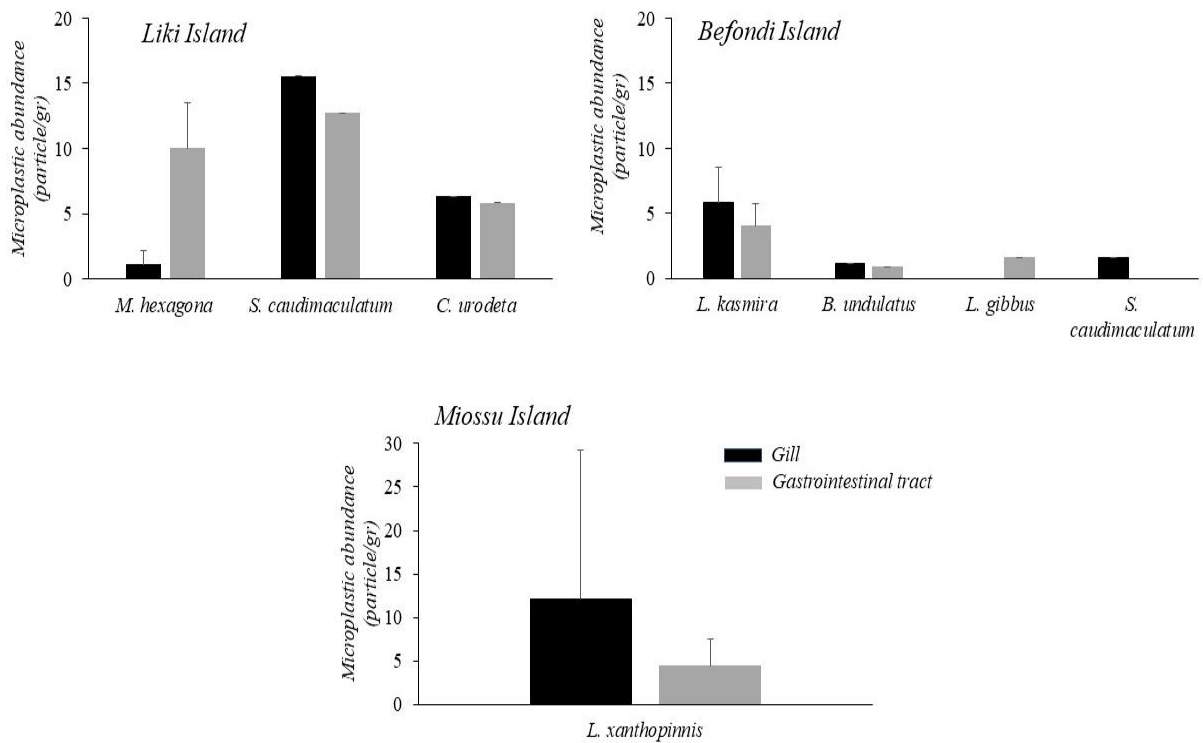 Liki Island
Microplastic abundance
(particle/gr)
20
15
10
5
0
M. hexagona
S. caudimaculatum
C. urodeta
Befondi Island
Microplastic abundance
(particle/gr)
20
15
10
5
0
L. kasmira
B. undulatus
L. gibbus
S.
caudimaculatum
Miossu Island
Microplastic abundance
(particle/gr)
30
25
20
15
10
5
0
L. xanthopinnis
Gill
Gastrointestinal tract